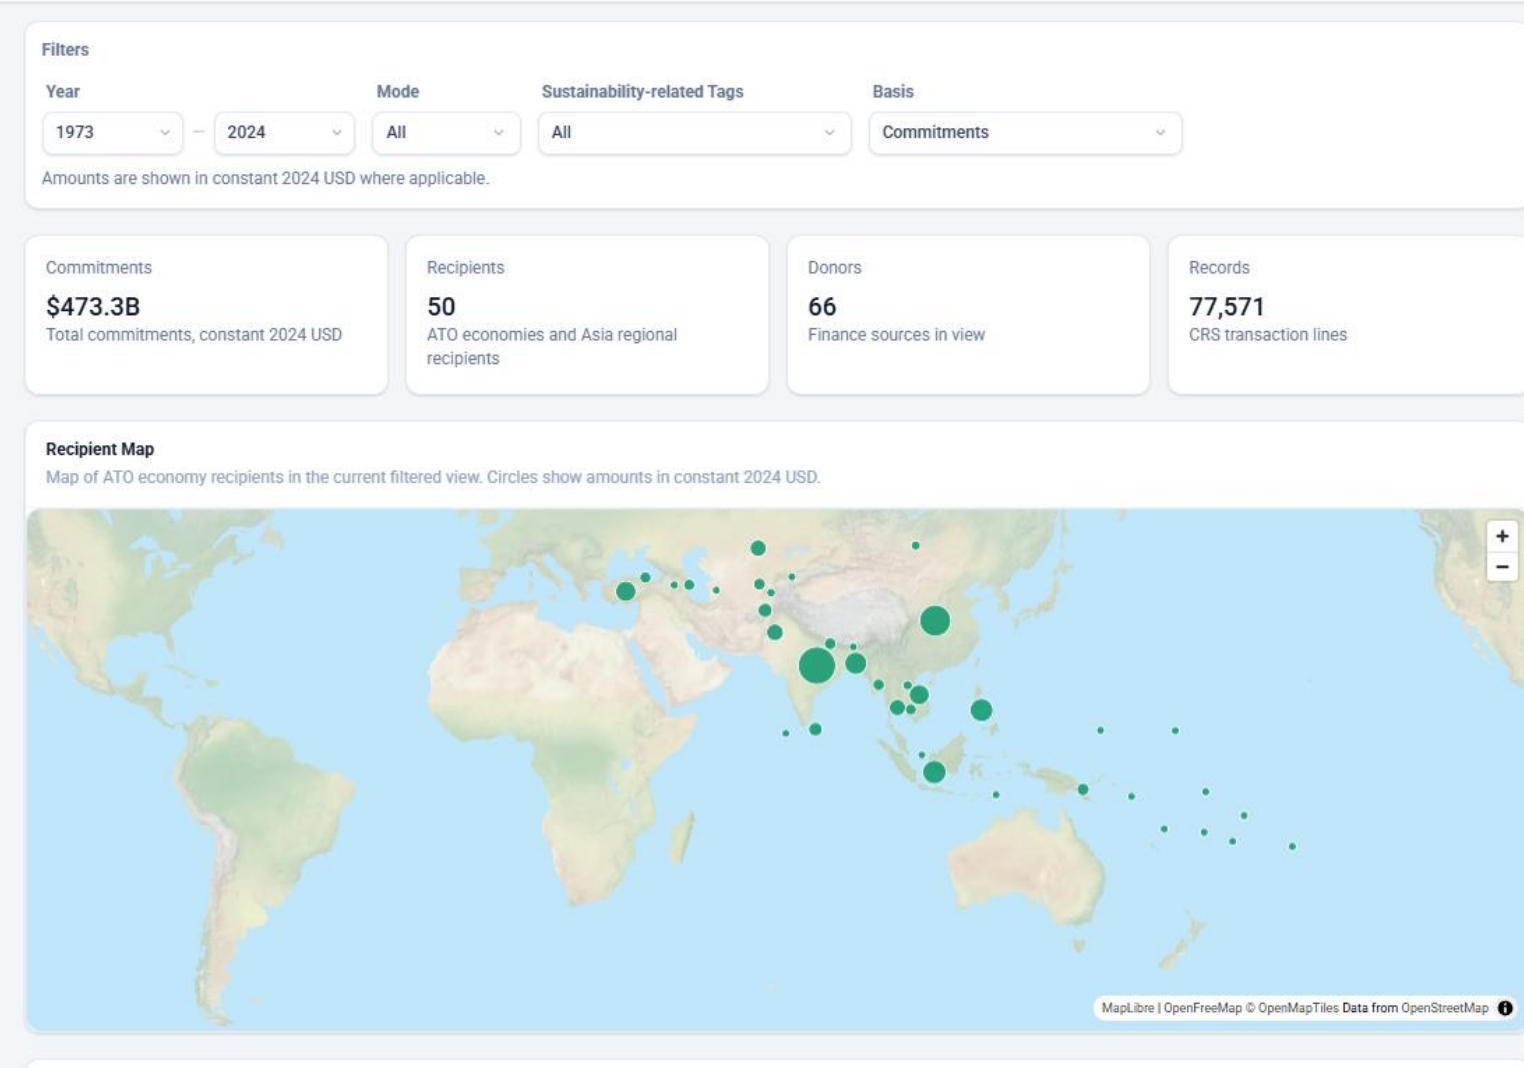 Filters
Year
Mode
Sustainability-related Tags
Basis
1973
–
2024
All
All
Commitments
Amounts are shown in constant 2024 USD where applicable.
Commitments
$473.3B
Total commitments, constant 2024 USD
Recipients
50
ATO economies and Asia regional
recipients
Donors
66
Finance sources in view
Records
77,571
CRS transaction lines
Recipient Map
Map of ATO economy recipients in the current filtered view. Circles show amounts in constant 2024 USD.
+
−
MapLibre | OpenFreeMap © OpenMapTiles Data from OpenStreetMap